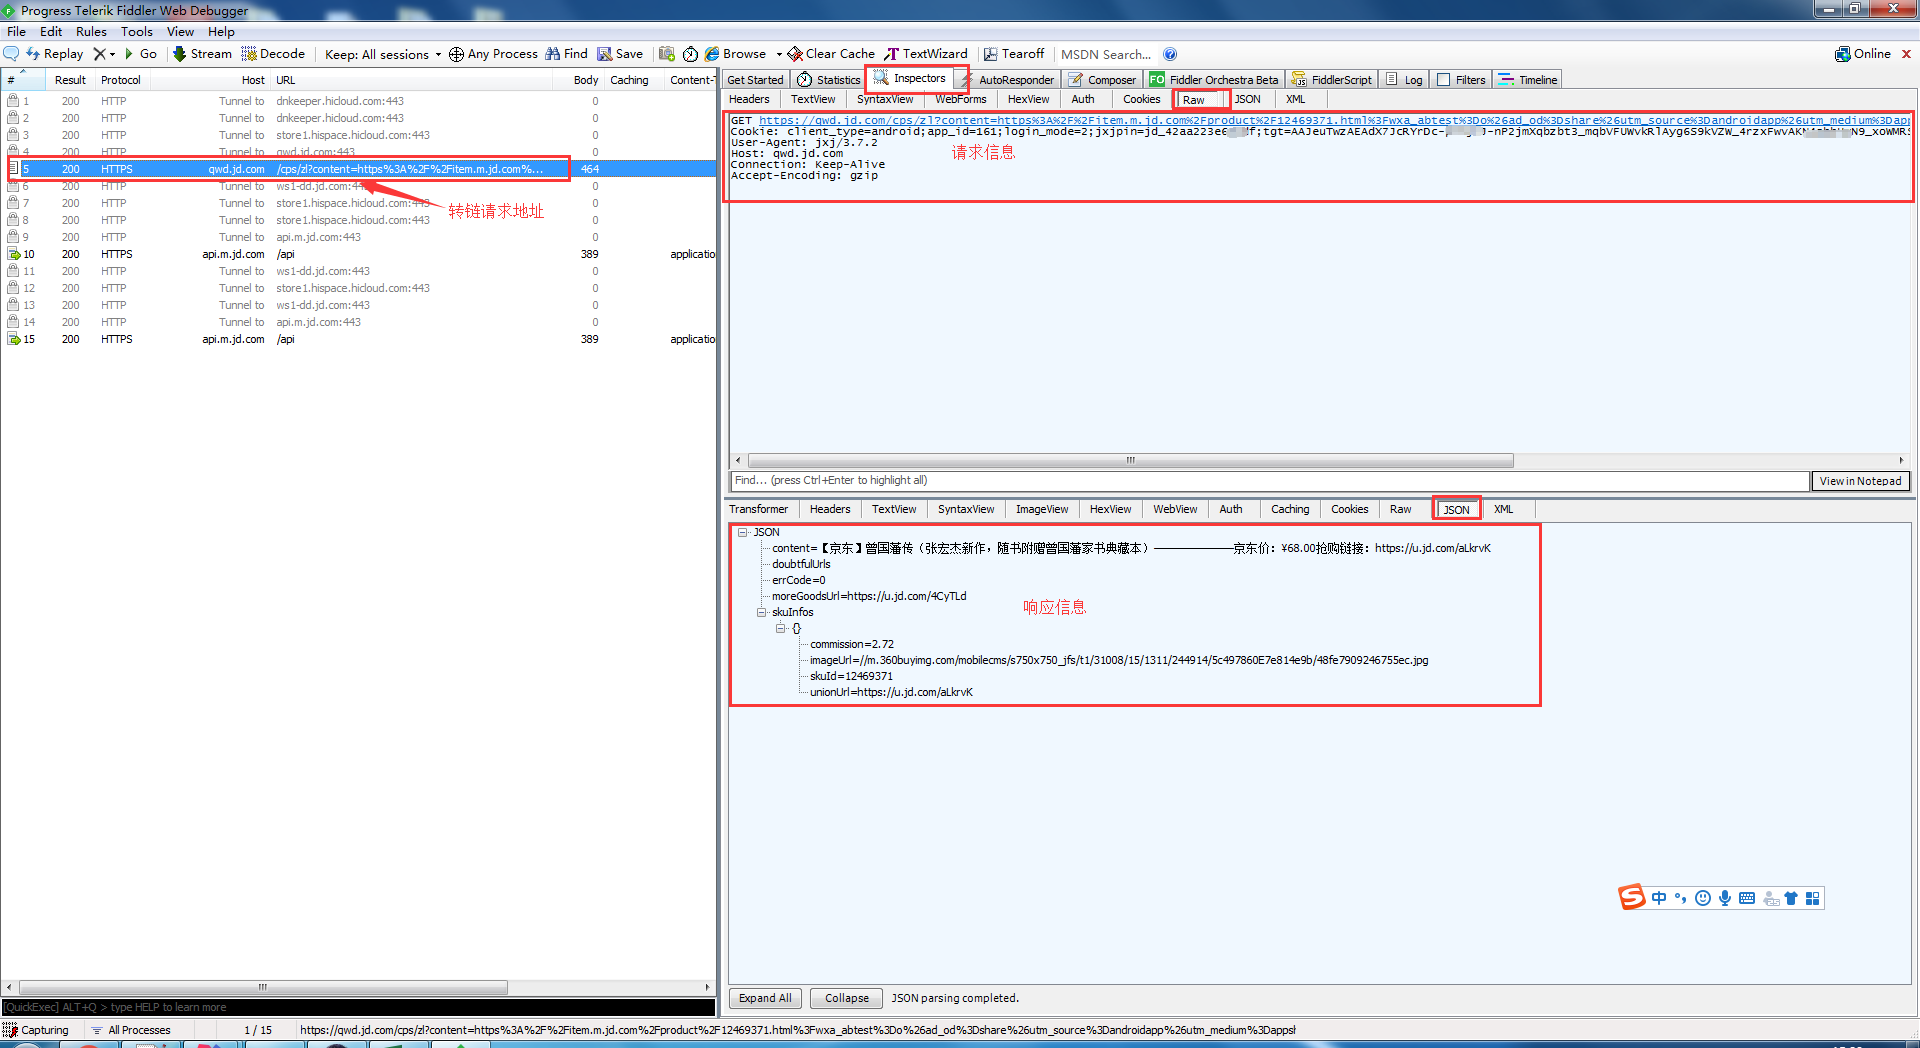 Progress Telerik Fiddler Web Debugger
File Edit Rules Tools View Help
Replay Go Stream Decode Keep: All sessions Any Process Find Save Browse Clear Cache TextWizard Tearoff MSDN Search... Online
# Result Protocol Host URL Body Caching Content-T
1 200 HTTP Tunnel to dnkeeper.hicloud.com:443 0
2 200 HTTP Tunnel to dnkeeper.hicloud.com:443 0
3 200 HTTP Tunnel to store1.hispace.hicloud.com:443 0
4 200 HTTP Tunnel to qwd.jd.com:443 0
5 200 HTTPS qwd.jd.com /cps/zl?content=https%3A%2F%2Fitem.m.jd.com%... 464
6 200 HTTP Tunnel to ws1-dd.jd.com:443 0
7 200 HTTP Tunnel to store1.hispace.hicloud.com:443 0
8 200 HTTP Tunnel to store1.hispace.hicloud.com:443 0
9 200 HTTP Tunnel to api.m.jd.com:443 0
10 200 HTTPS api.m.jd.com /api 389 applicatio
11 200 HTTP Tunnel to ws1-dd.jd.com:443 0
12 200 HTTP Tunnel to store1.hispace.hicloud.com:443 0
13 200 HTTP Tunnel to ws1-dd.jd.com:443 0
14 200 HTTP Tunnel to api.m.jd.com:443 0
15 200 HTTPS api.m.jd.com /api 389 applicatio
转链请求地址
[QuickExec] ALT+Q > type HELP to learn more
Get Started Statistics Inspectors AutoResponder Composer FO Fiddler Orchestra Beta FiddlerScript Log Filters Timeline
Headers TextView SyntaxView WebForms HexView Auth Cookies Raw JSON XML
GET https://qwd.jd.com/cps/zl?content=https%3A%2F%2Fitem.m.jd.com%2Fproduct%2F12469371.html%3Fwxa_abtest%3Do%26ad_od%3Dshare%26utm_source%3Dandroidapp%26utm_medium%3Dapp
Cookie: client_type=android;app_id=161;login_mode=2;jxjpin=jd_42aa223e6
User-Agent: jxj/3.7.2
Host: qwd.jd.com
Connection: Keep-Alive
Accept-Encoding: gzip
请求信息
Find... (press Ctrl+Enter to highlight all) View in Notepad
Transformer Headers TextView SyntaxView ImageView HexView WebView Auth Caching Cookies Raw JSON XML
JSON
content=【京东】曾国藩传（张宏杰新作，随书附赠曾国藩家书典藏本）——————京东价：¥68.00抢购链接：https://u.jd.com/aLkrvK
doubtfulUrls
errCode=0
moreGoodsUrl=https://u.jd.com/4CyTLd
skuInfos
{}
commission=2.72
imageUrl=//m.360buyimg.com/mobilecms/s750x750_jfs/t1/31008/15/1311/244914/5c497860E7e814e9b/48fe7909246755ec.jpg
skuId=12469371
unionUrl=https://u.jd.com/aLkrvK
响应信息
中
Expand All Collapse JSON parsing completed.
Capturing All Processes 1 / 15 https://qwd.jd.com/cps/zl?content=https%3A%2F%2Fitem.m.jd.com%2Fproduct%2F12469371.html%3Fwxa_abtest%3Do%26ad_od%3Dshare%26utm_source%3Dandroidapp%26utm_medium%3Dappsh